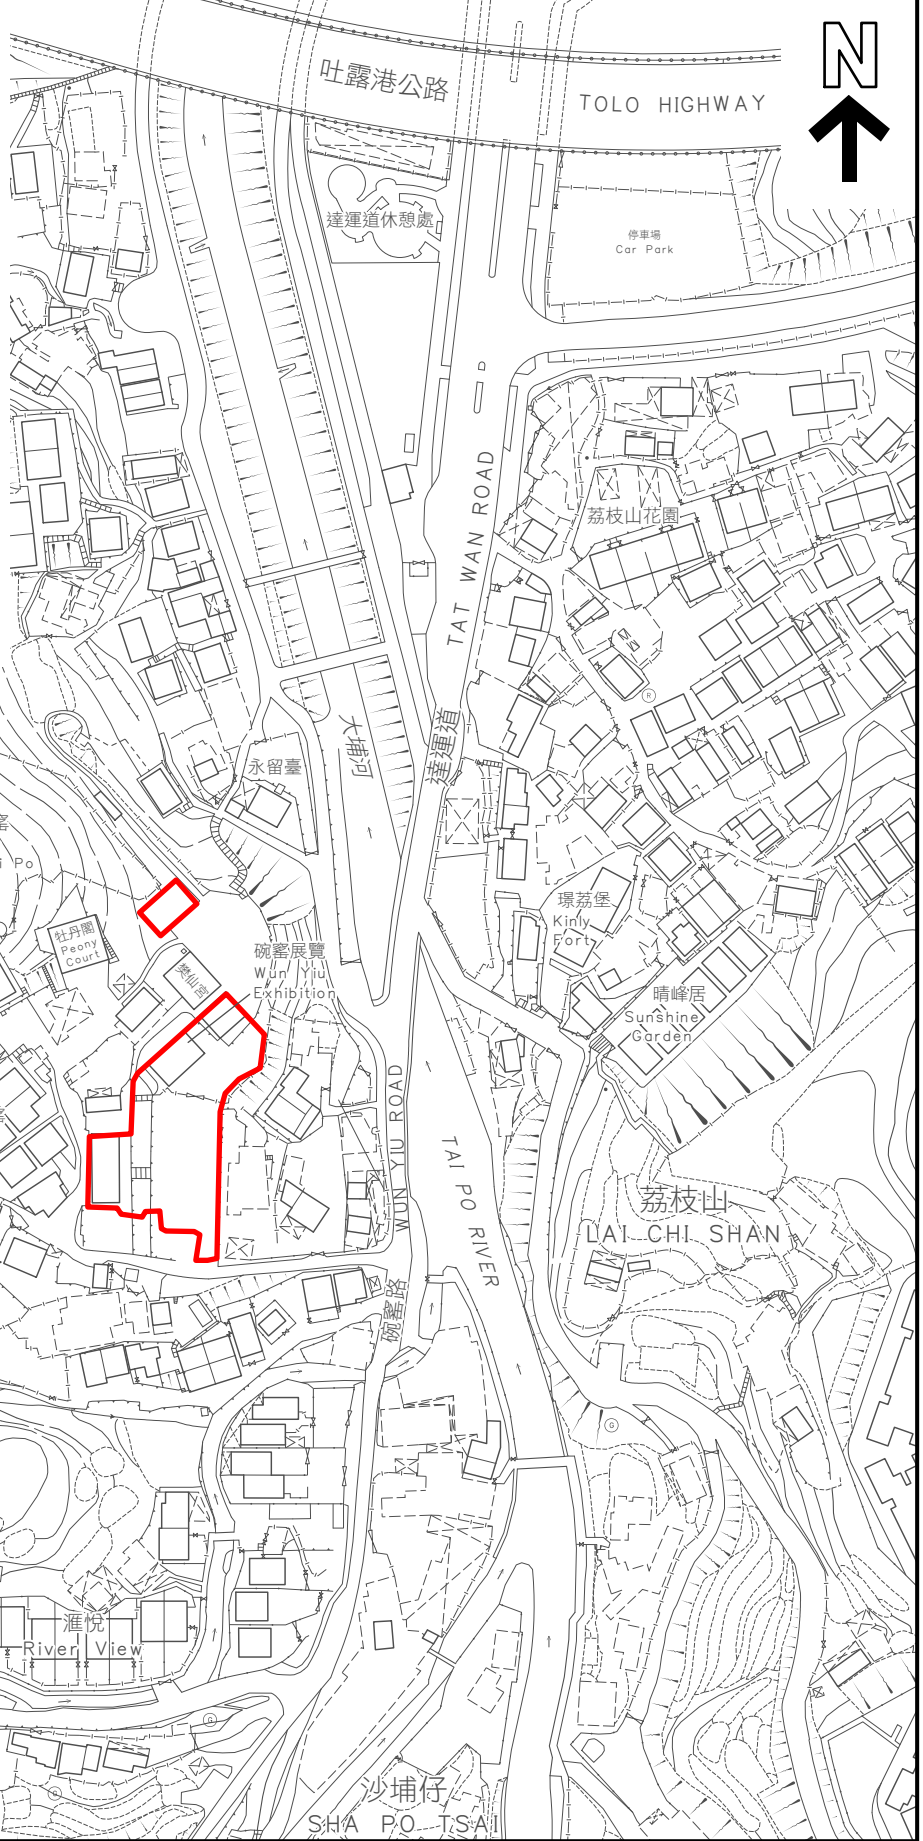 N
吐露港公路
TOLO HIGHWAY
達運道休憩處
停車場
Car Park
TAT WAN ROAD
達運道
荔枝山花園
R
大埔河
永留臺
窰
i Po
牡丹閣
Peony
Court
樊仙宮
碗窰展覽
Wun Yiu
Exhibition
璟荔堡
Kinly
Fort
晴峰居
Sunshine
Garden
WUN YIU ROAD
碗窰路
TAI PO RIVER
荔枝山
LAI CHI SHAN
G
滙悅
River View
G
G
沙埔仔
SHA PO TSAI